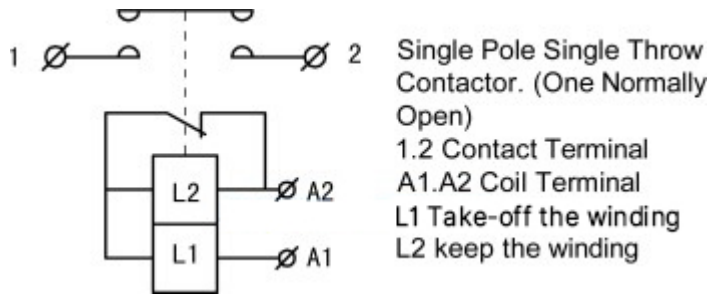 1
2
Single Pole Single Throw
Contactor. (One Normally
Open)
1.2 Contact Terminal
A1.A2 Coil Terminal
L1 Take-off the winding
L2 keep the winding
L2
A2
L1
A1